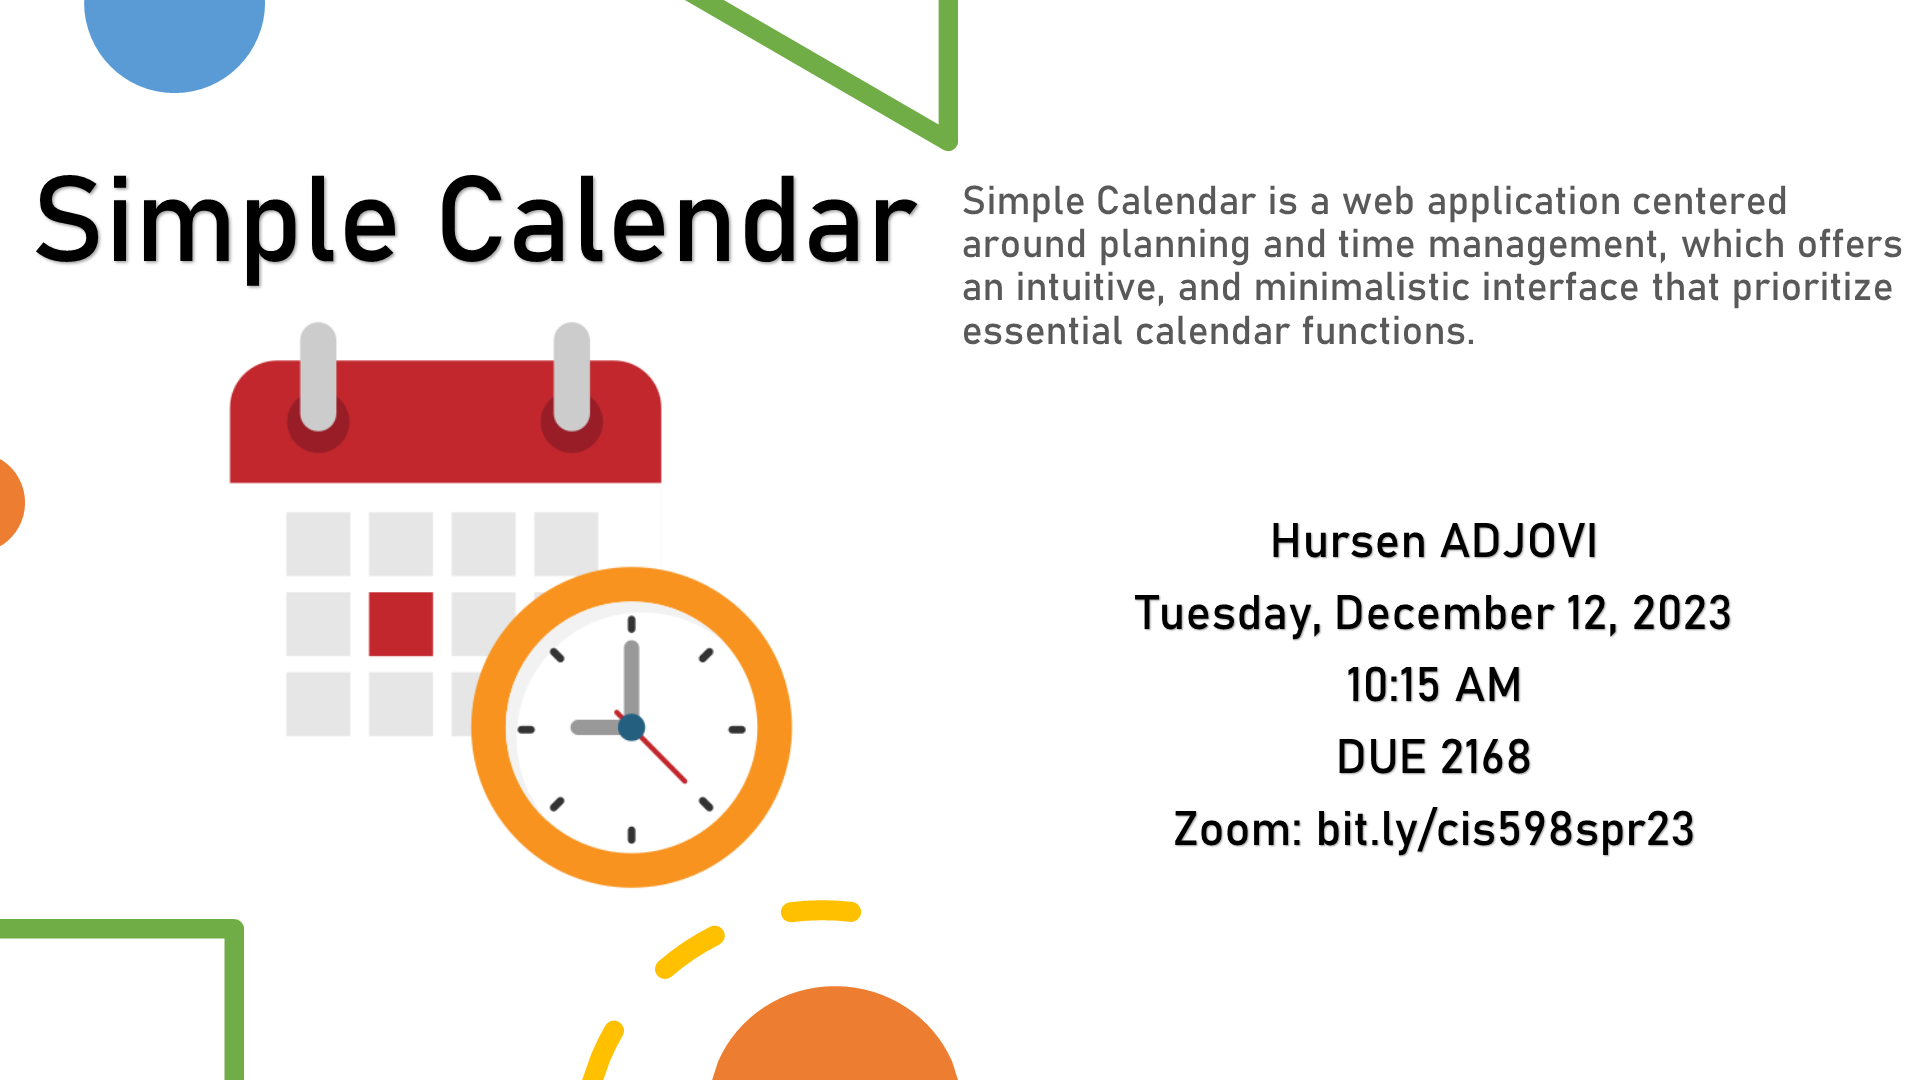 Simple Calendar
Simple Calendar is a web application centered
around planning and time management, which offers
an intuitive, and minimalistic interface that prioritize
essential calendar functions.
Hursen ADJOVI
Tuesday, December 12, 2023
10:15 AM
DUE 2168
Zoom: bit.ly/cis598spr23